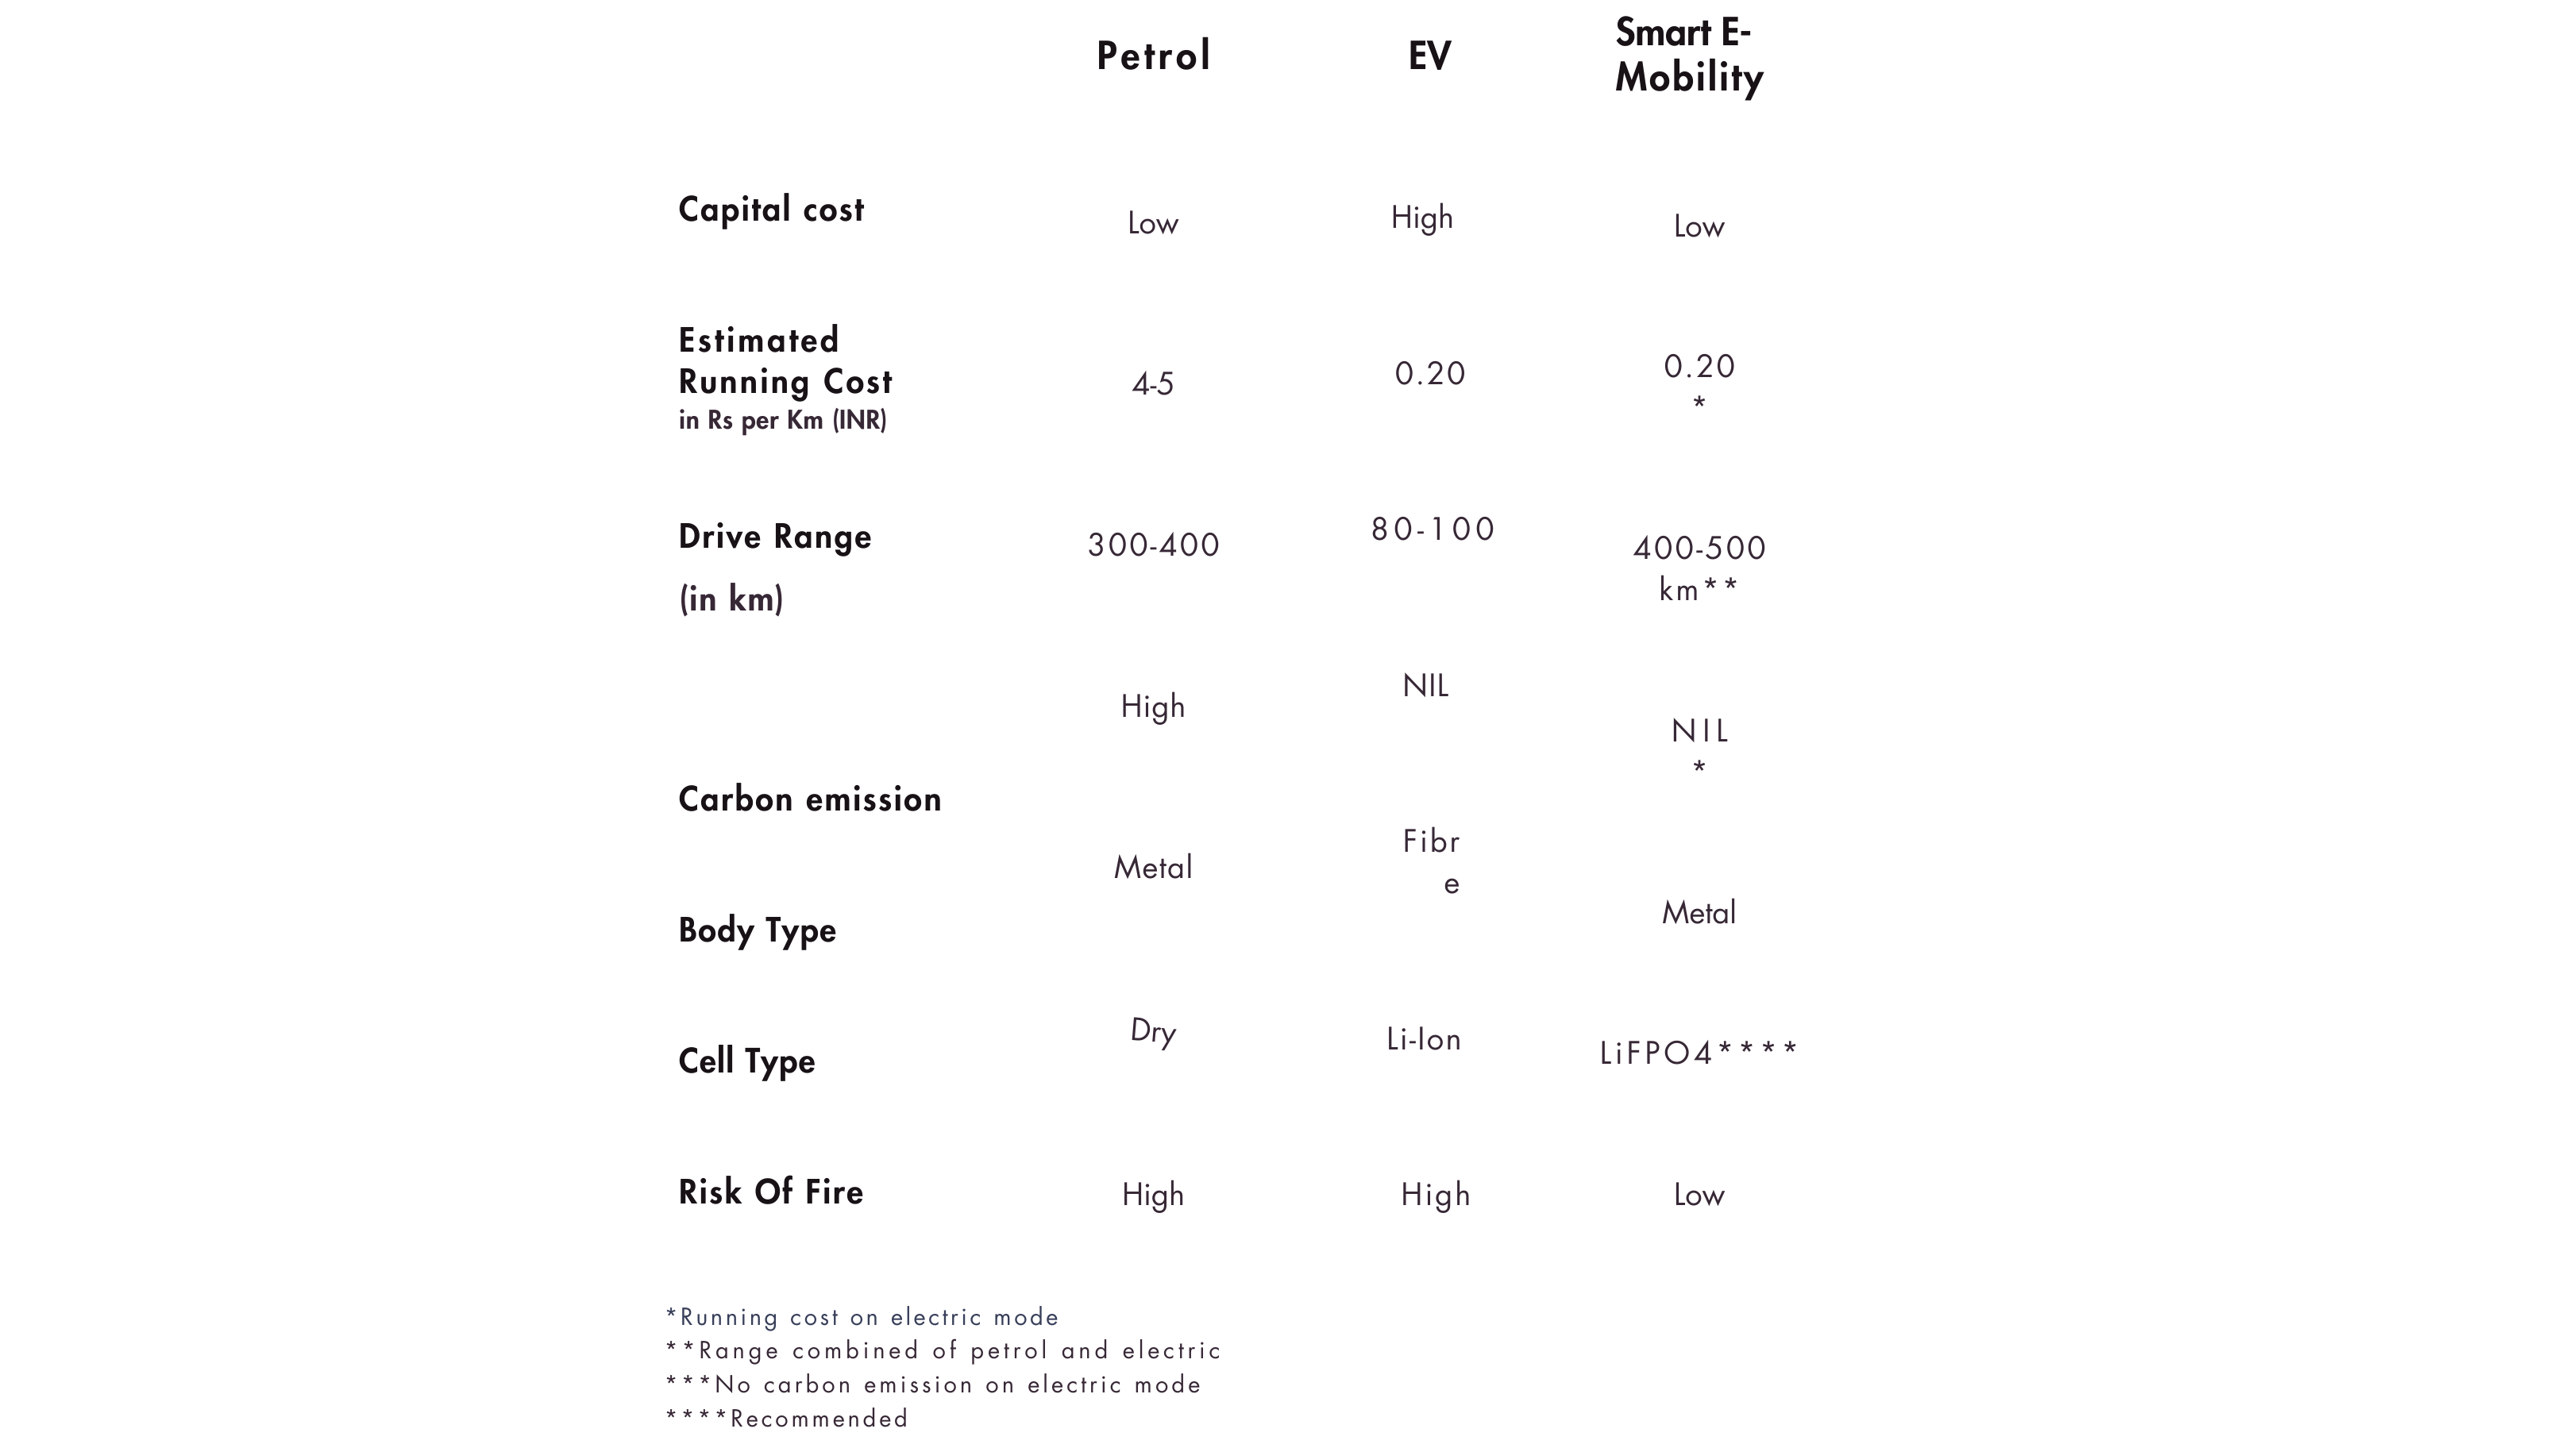 Petrol
EV
Smart E-
Mobility
Capital cost
Low
High
Low
Estimated
Running Cost
in Rs per Km (INR)
4-5
0.20
0.20
*
Drive Range
(in km)
300-400
80-100
400-500
km**
Carbon emission
High
NIL
NIL
*
Body Type
Metal
Fibr
e
Metal
Cell Type
Dry
Li-Ion
LiFPO4****
Risk Of Fire
High
High
Low
*Running cost on electric mode
**Range combined of petrol and electric
***No carbon emission on electric mode
****Recommended